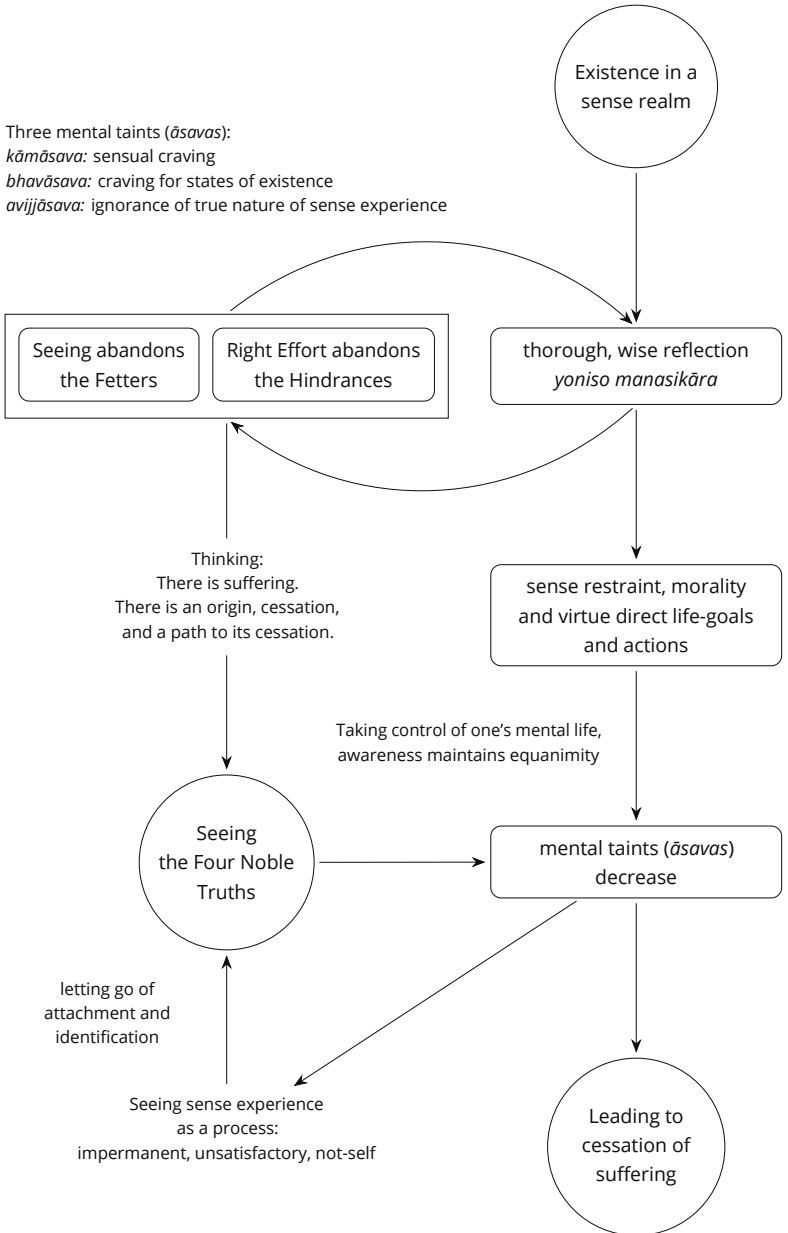 Existence in a
sense realm
Three mental taints (āsavas):
kāmāsava: sensual craving
bhavāsava: craving for states of existence
avijjāsava: ignorance of true nature of sense experience
Seeing abandons
the Fetters
Right Effort abandons
the Hindrances
thorough, wise reflection
yoniso manasikāra
Thinking:
There is suffering.
There is an origin, cessation,
and a path to its cessation.
sense restraint, morality
and virtue direct life-goals
and actions
Taking control of one’s mental life,
awareness maintains equanimity
Seeing
the Four Noble
Truths
mental taints (āsavas)
decrease
letting go of
attachment and
identification
Seeing sense experience
as a process:
impermanent, unsatisfactory, not-self
Leading to
cessation of
suffering